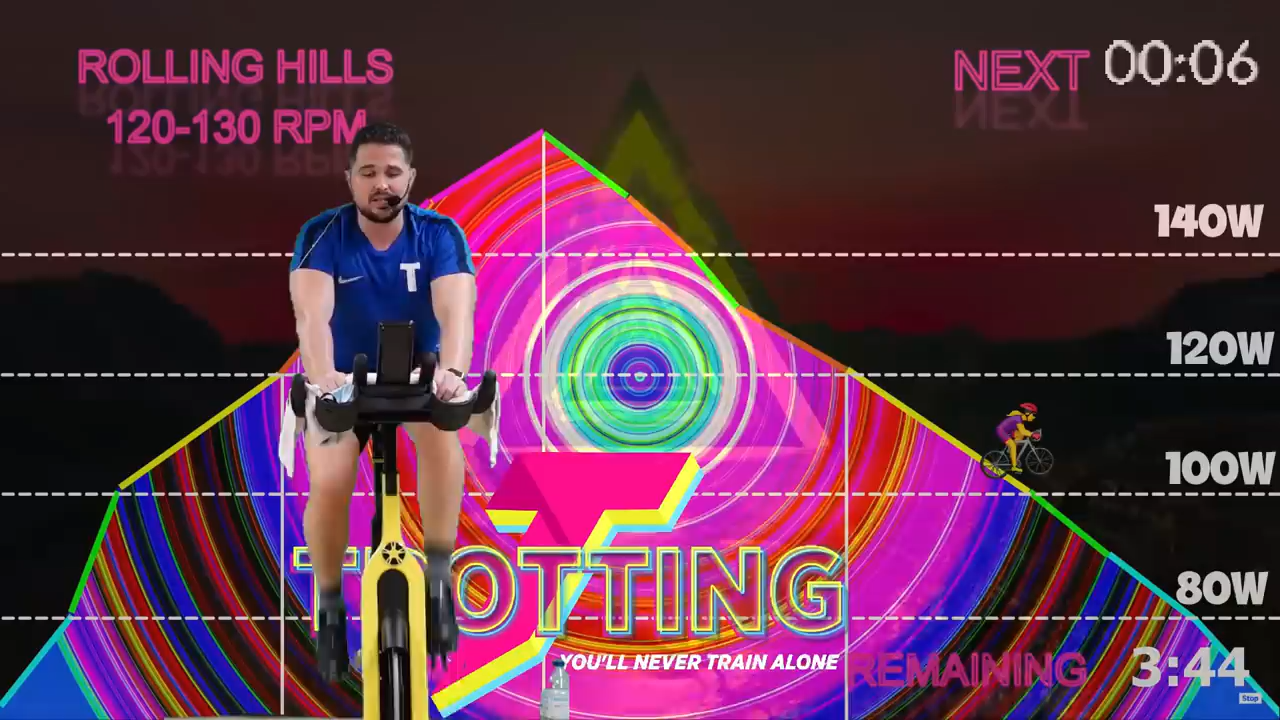 ROLLING HILLS
120-130 RPM
NEXT 00:06
140W
120W
100W
80W
T
TROTTING
YOU'LL NEVER TRAIN ALONE
REMAINING 3:44
Stop